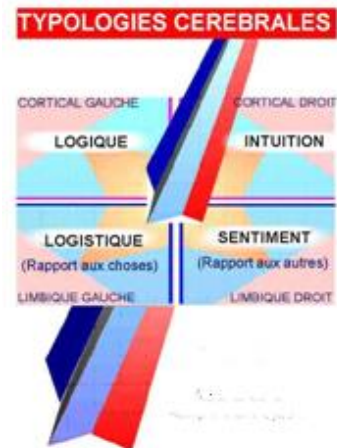 TYPOLOGIES CEREBRALES
CORTICAL GAUCHE CORTICAL DROIT
LOGIQUE INTUITION
LOGISTIQUE SENTIMENT
(Rapport aux choses) (Rapport aux autres)
LIMBIQUE GAUCHE LIMBIQUE DROIT